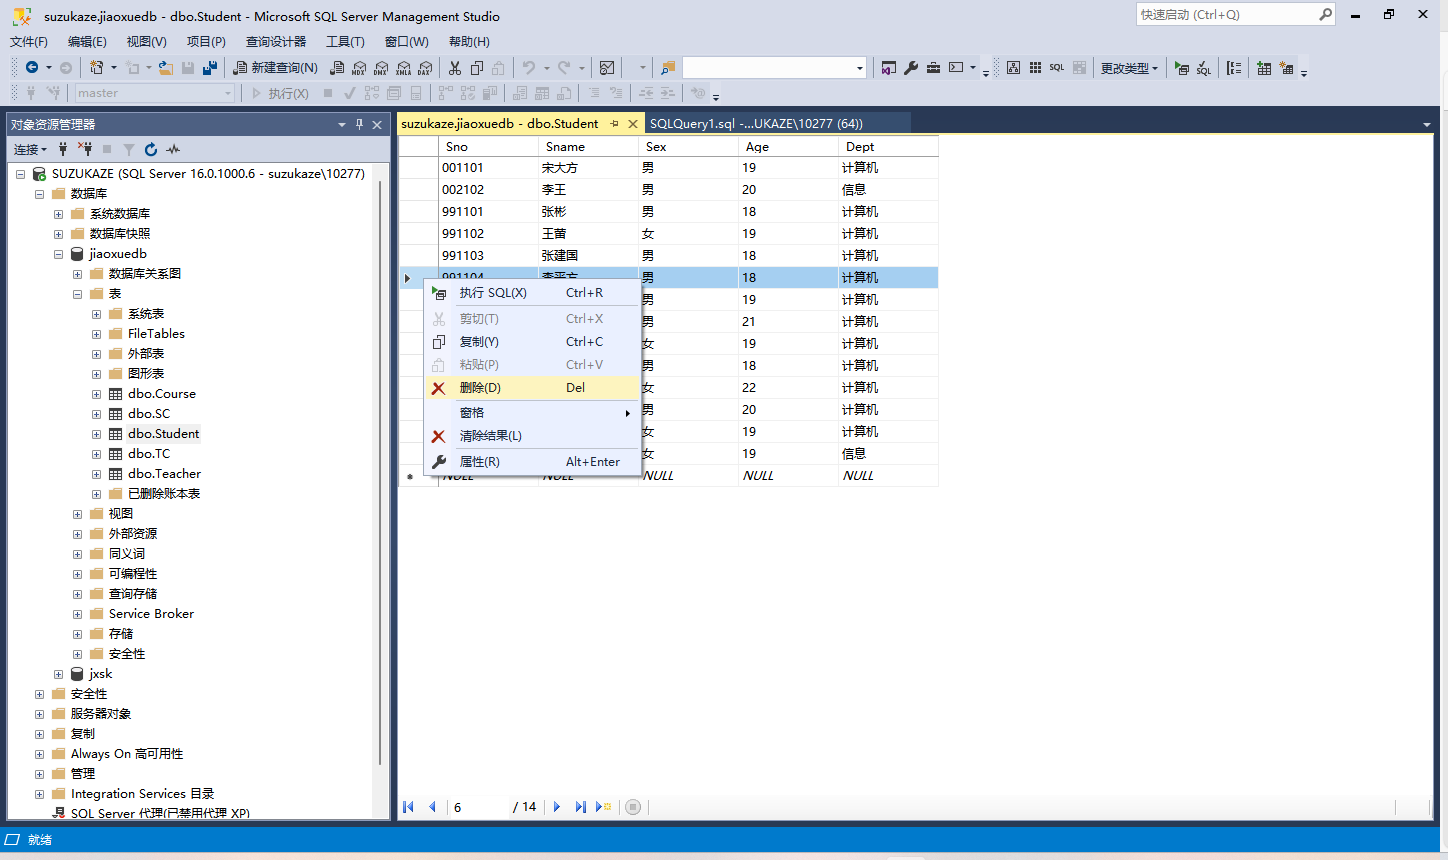 suzukaze.jiaoxuedb - dbo.Student - Microsoft SQL Server Management Studio
快速启动 (Ctrl+Q)
文件(F) 编辑(E) 视图(V) 项目(P) 查询设计器 工具(T) 窗口(W) 帮助(H)
新建查询(N) MDX DMX XMLA DAX SQL 更改类型 SQL
master 执行(X)
对象资源管理器
连接
SUZUKAZE (SQL Server 16.0.1000.6 - suzukaze\10277)
数据库
系统数据库
数据库快照
jiaoxuedb
数据库关系图
表
系统表
FileTables
外部表
图形表
dbo.Course
dbo.SC
dbo.Student
dbo.TC
dbo.Teacher
已删除账本表
视图
外部资源
同义词
可编程性
查询存储
Service Broker
存储
安全性
jxsk
安全性
服务器对象
复制
Always On 高可用性
管理
Integration Services 目录
SQL Server 代理(已禁用代理 XP)
suzukaze.jiaoxuedb - dbo.Student SQLQuery1.sql -...UKAZE\10277 (64))
Sno Sname Sex Age Dept
001101 宋大方 男 19 计算机
002102 李王 男 20 信息
991101 张彬 男 18 计算机
991102 王茵 女 19 计算机
991103 张建国 男 18 计算机
991104 李平方 男 18 计算机
男 19 计算机
男 21 计算机
女 19 计算机
男 18 计算机
女 22 计算机
男 20 计算机
女 19 计算机
女 19 信息
NULL NULL NULL NULL NULL
执行 SQL(X) Ctrl+R
剪切(T) Ctrl+X
复制(Y) Ctrl+C
粘贴(P) Ctrl+V
删除(D) Del
窗格
清除结果(L)
属性(R) Alt+Enter
6 / 14
就绪